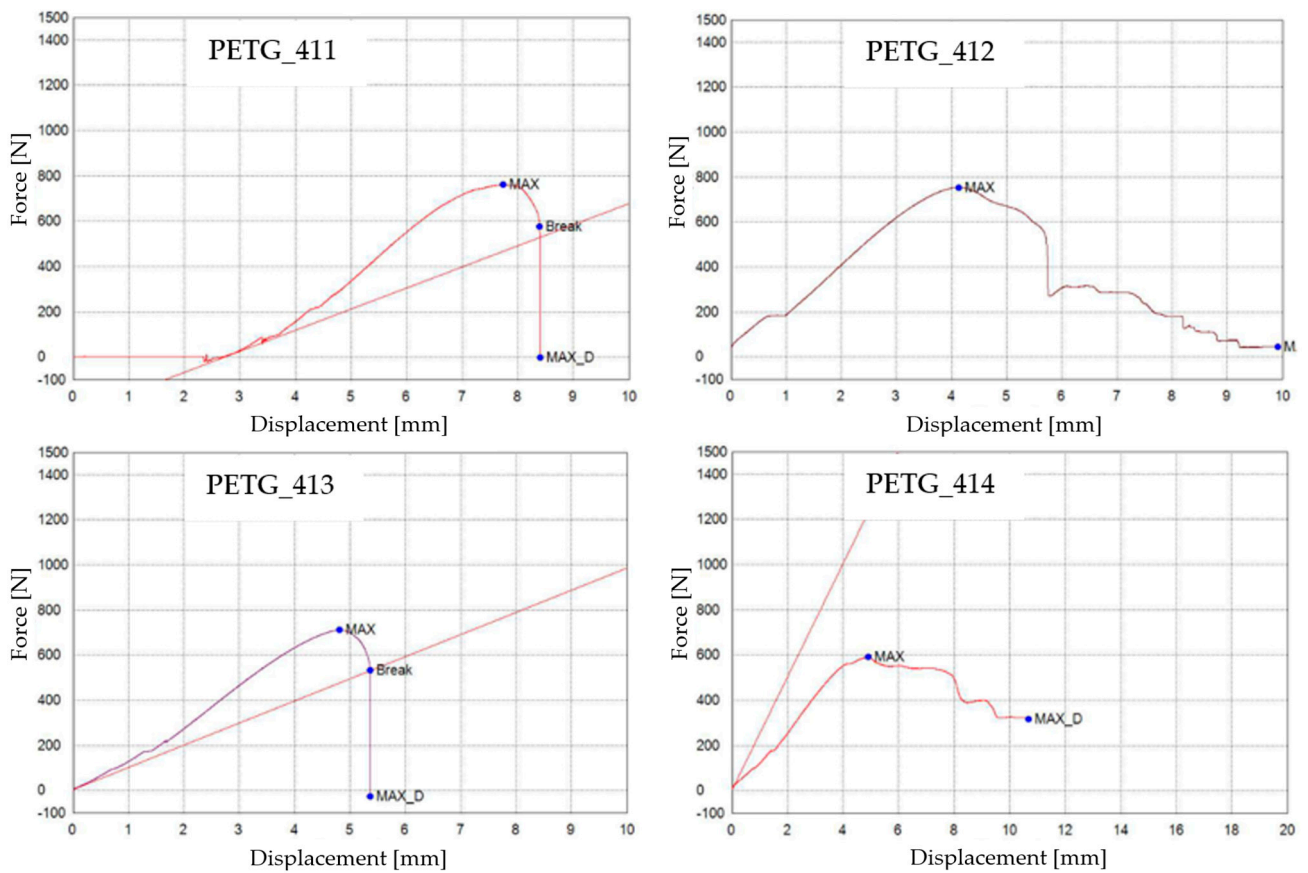 PETG_411
1500
1400
1200
1000
800
600
400
200
0
-100
Force [N]
MAX
Break
MAX_D
0 1 2 3 4 5 6 7 8 9 10
Displacement [mm]
PETG_412
1500
1400
1200
1000
800
600
400
200
0
-100
Force [N]
MAX
M.
0 1 2 3 4 5 6 7 8 9 10
Displacement [mm]
PETG_413
1500
1400
1200
1000
800
600
400
200
0
-100
Force [N]
MAX
Break
MAX_D
0 1 2 3 4 5 6 7 8 9 10
Displacement [mm]
PETG_414
1500
1400
1200
1000
800
600
400
200
0
-100
Force [N]
MAX
MAX_D
0 2 4 6 8 10 12 14 16 18 20
Displacement [mm]